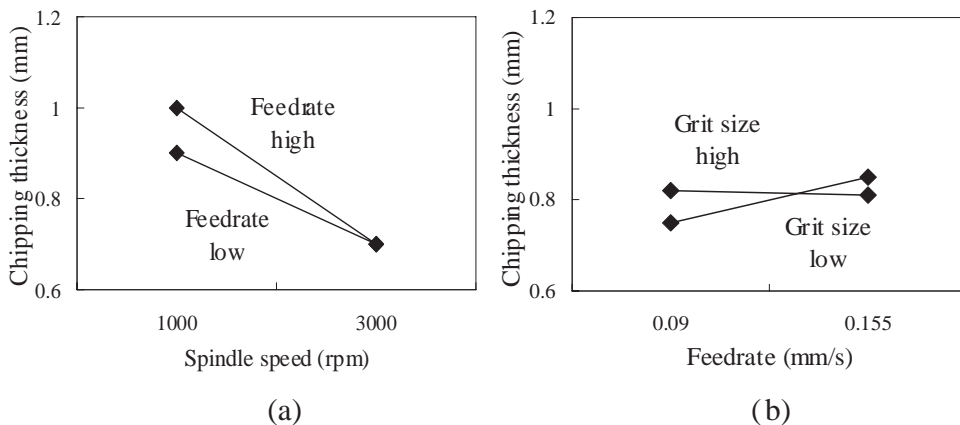 Chipping thickness (mm)
1.2
1
0.8
0.6
Feedrate
high
Feedrate
low
1000
3000
Spindle speed (rpm)
(a)
Chipping thickness (mm)
1.2
1
0.8
0.6
Grit size
high
Grit size
low
0.09
0.155
Feedrate (mm/s)
(b)